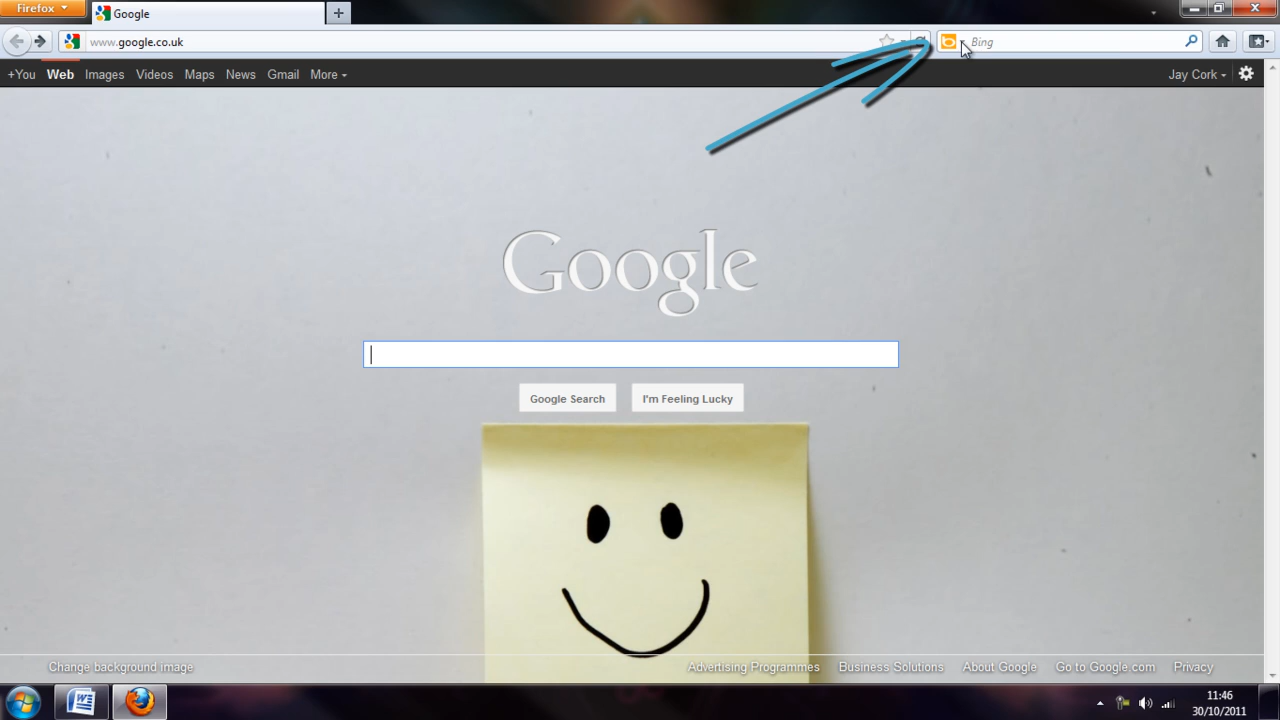 Firefox
Google
www.google.co.uk
Bing
+You Web Images Videos Maps News Gmail More
Jay Cork
Google
Google Search I'm Feeling Lucky
Change background image
Advertising Programmes Business Solutions About Google Go to Google.com Privacy
11:46
30/10/2011